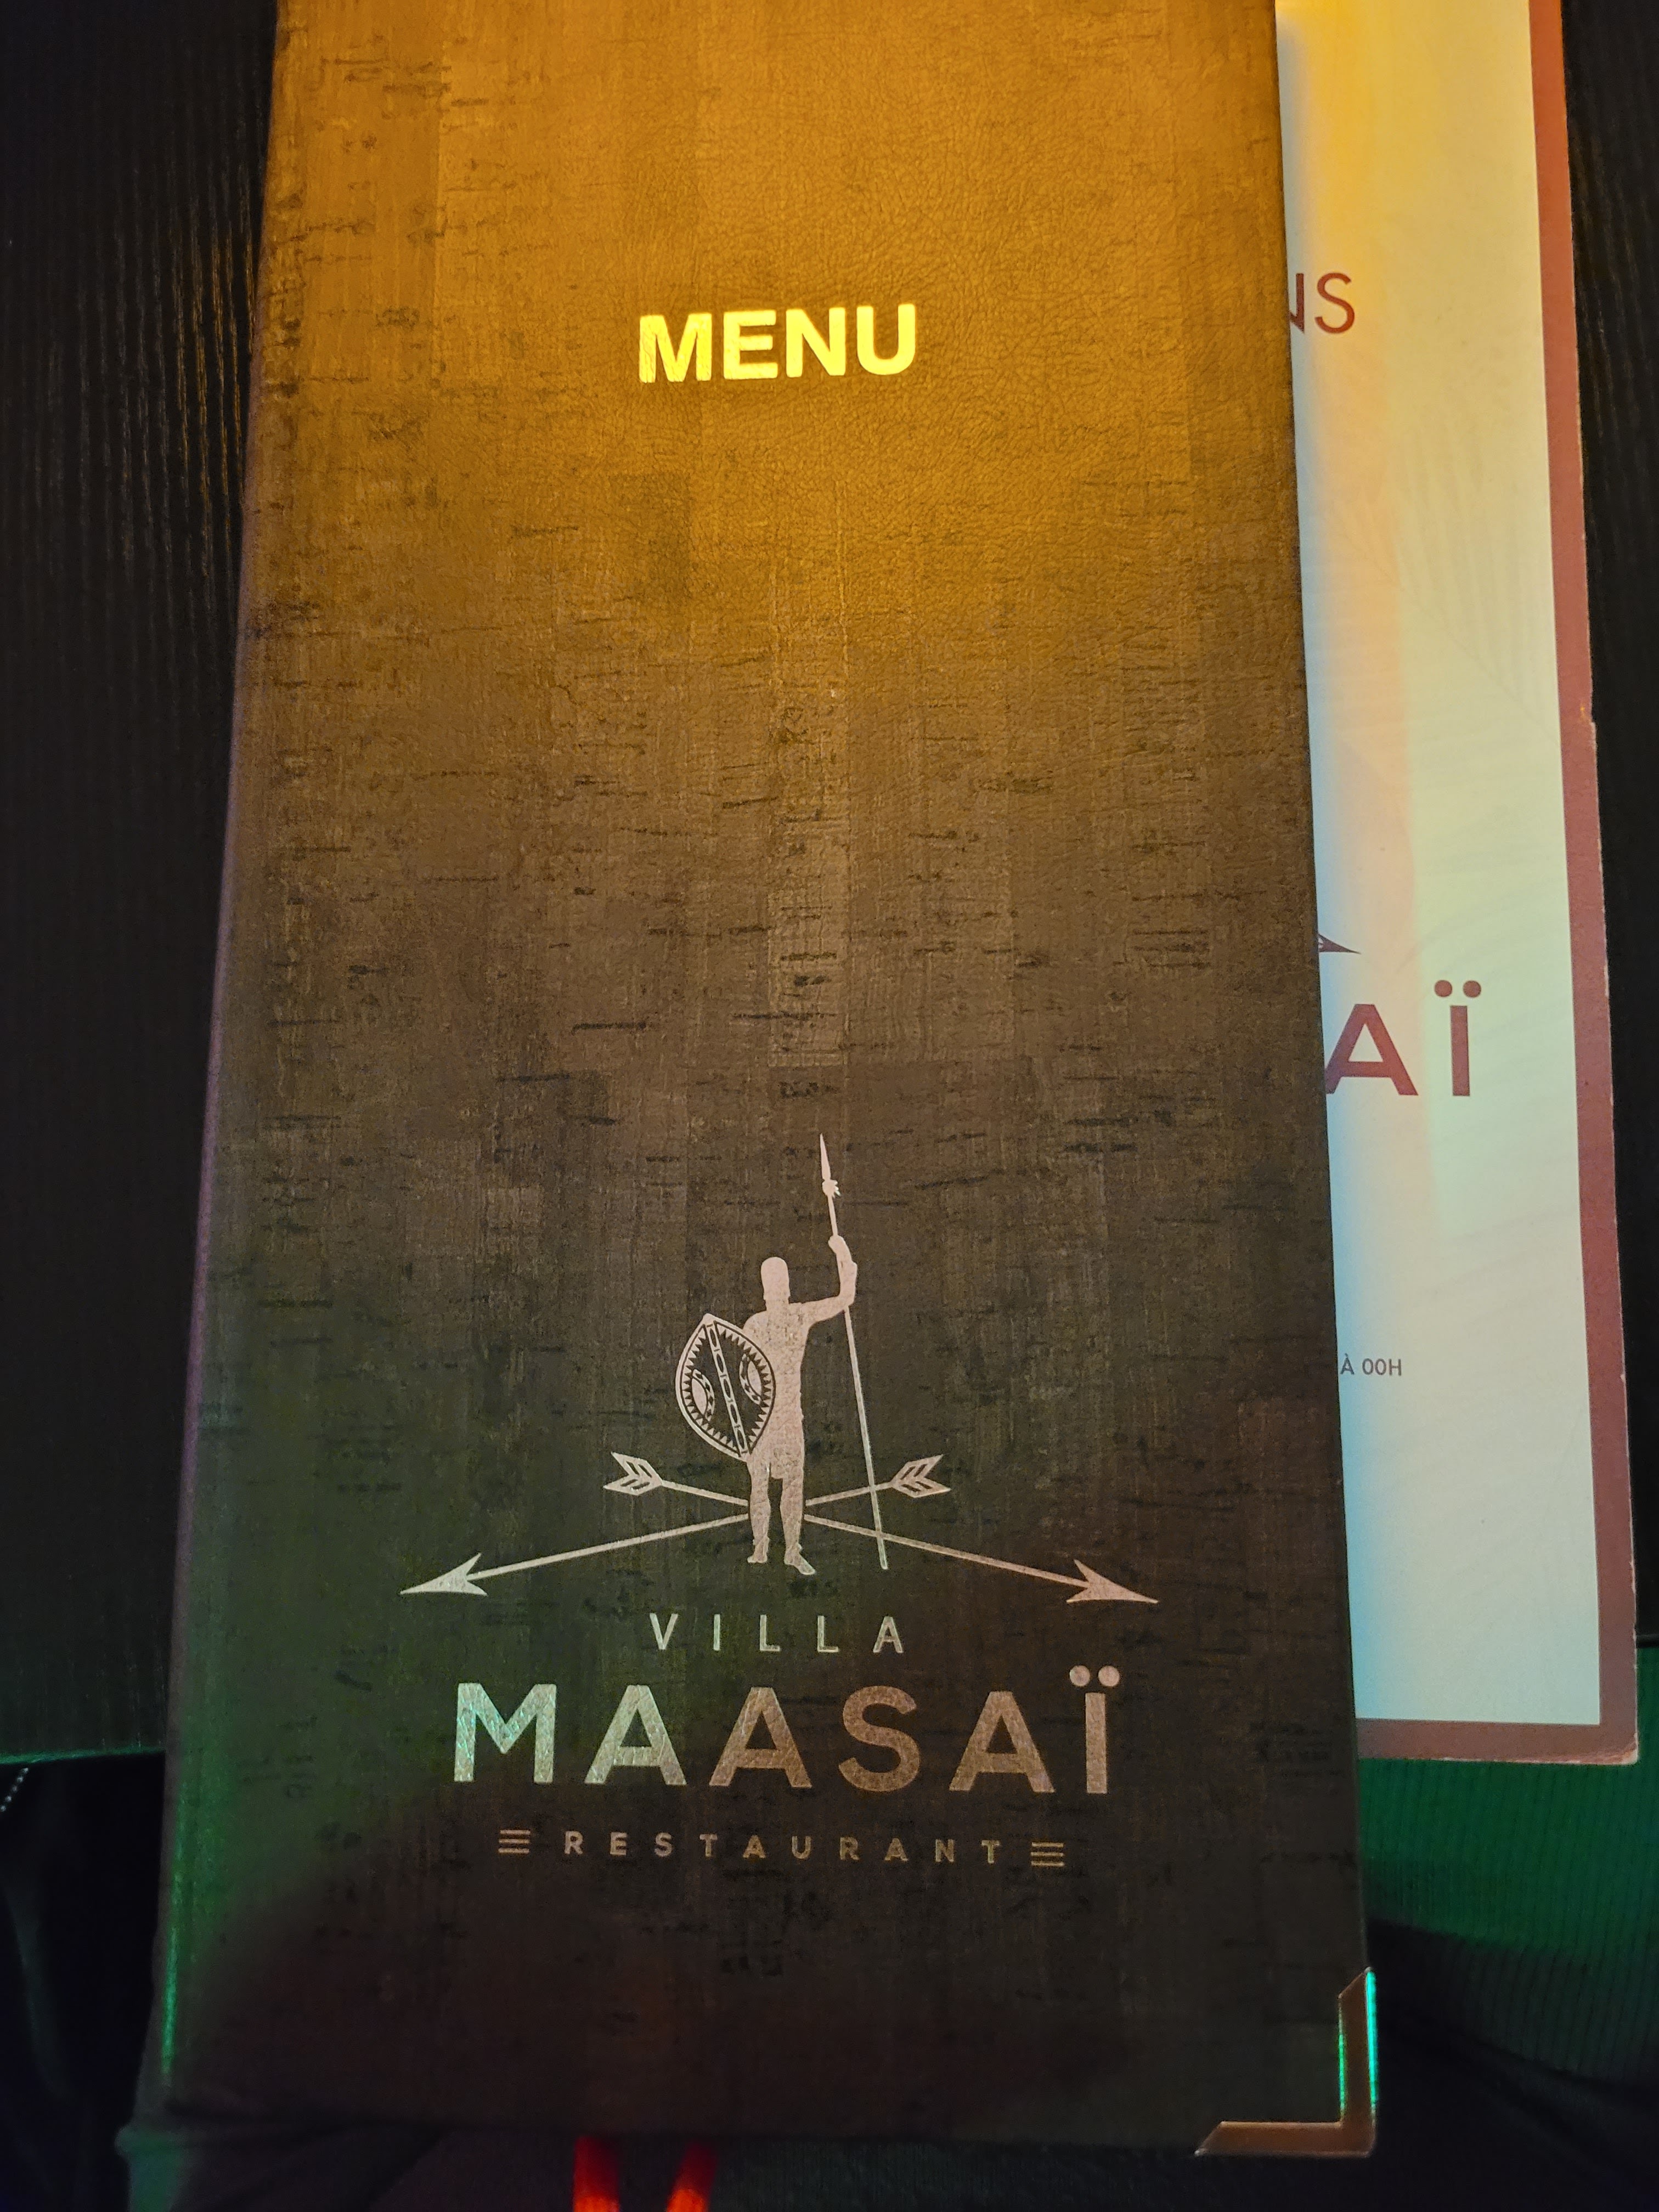 MENU
VILLA
MAASAÏ
RESTAURANT
NS
AÏ
À 00H